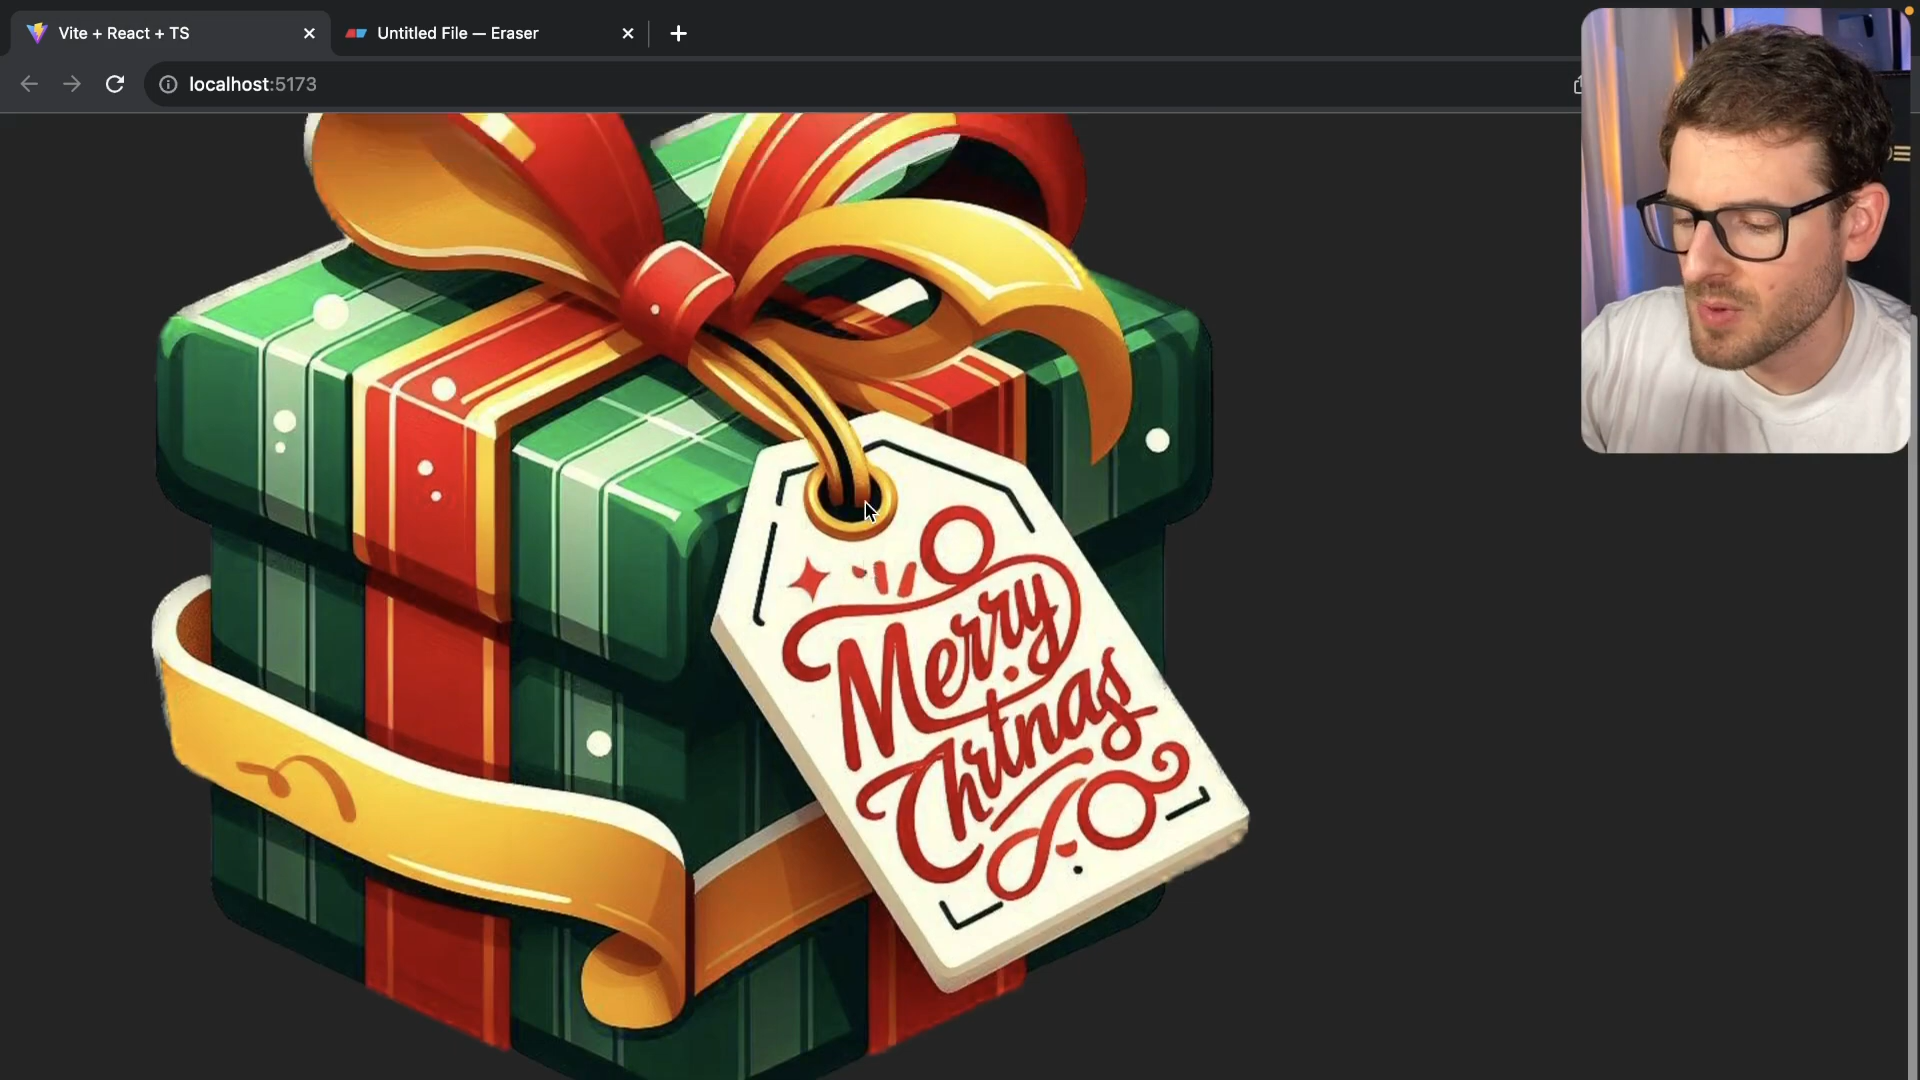 Vite + React + TS
Untitled File — Eraser
localhost:5173
Merry
Chrtnas